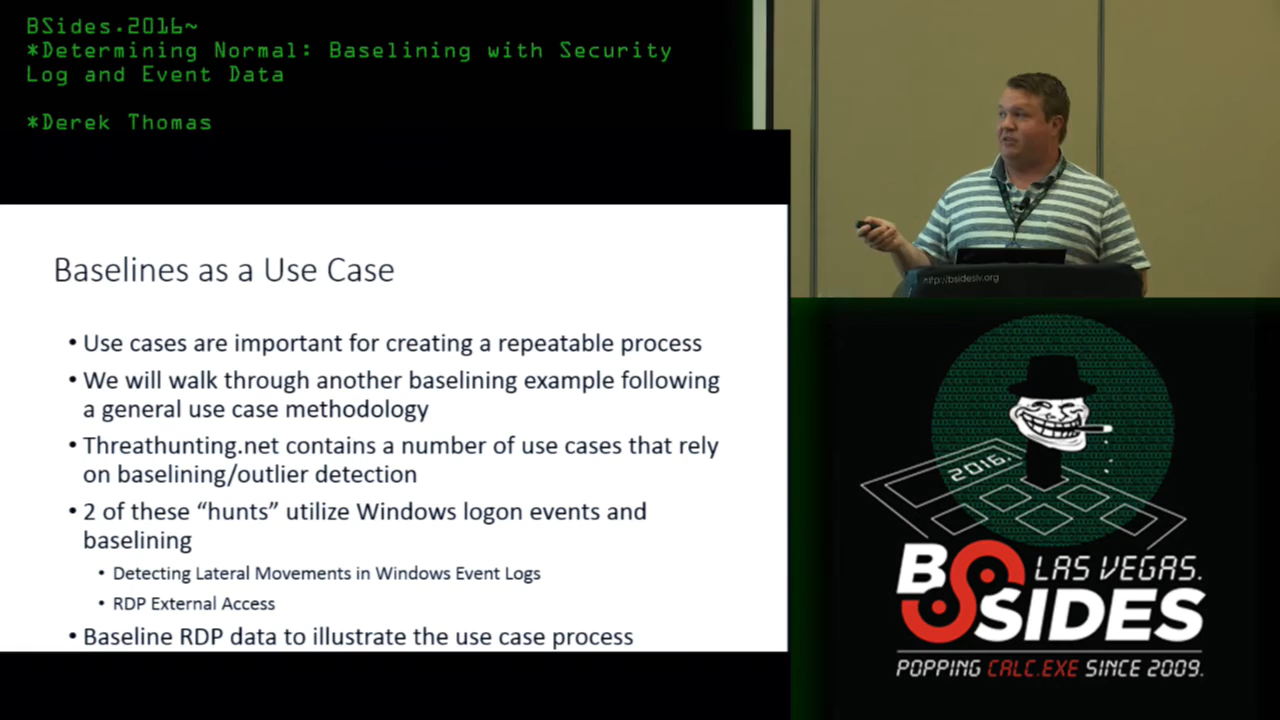 BSides.2016~
*Determining Normal: Baselining with Security
Log and Event Data
*Derek Thomas
Baselines as a Use Case
• Use cases are important for creating a repeatable process
• We will walk through another baselining example following
a general use case methodology
• Threathunting.net contains a number of use cases that rely
on baselining/outlier detection
• 2 of these “hunts” utilize Windows logon events and
baselining
• Detecting Lateral Movements in Windows Event Logs
• RDP External Access
• Baseline RDP data to illustrate the use case process
http://bsideslv.org
2016.
BSIDES
LAS VEGAS.
POPPING CALC.EXE SINCE 2009.